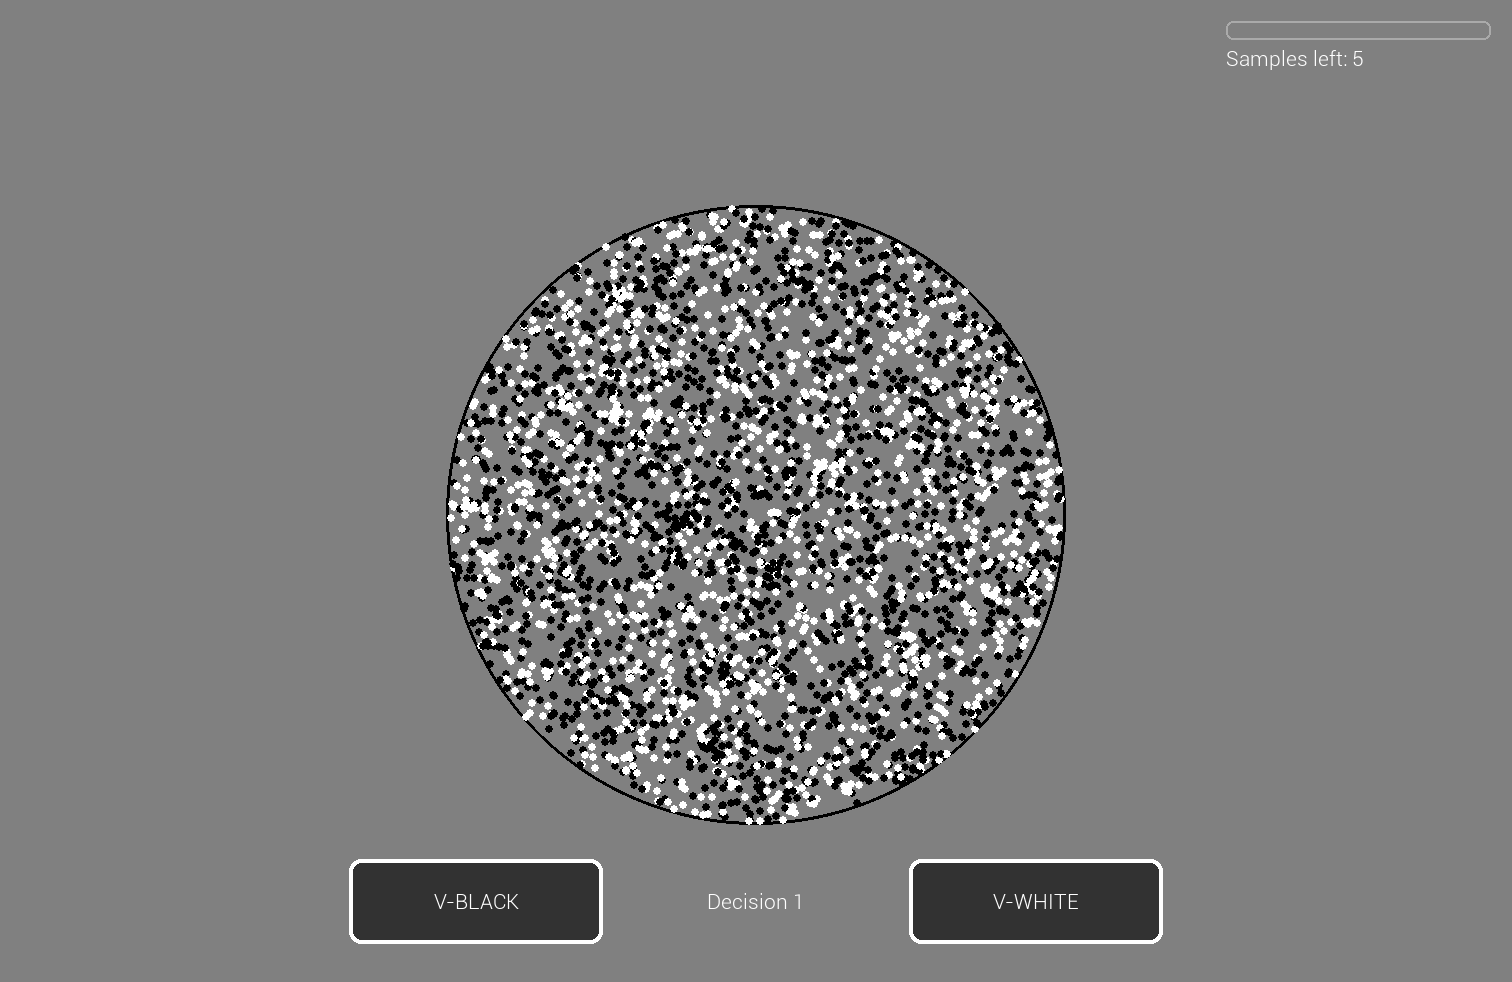 Samples left: 5
V-BLACK
Decision 1
V-WHITE